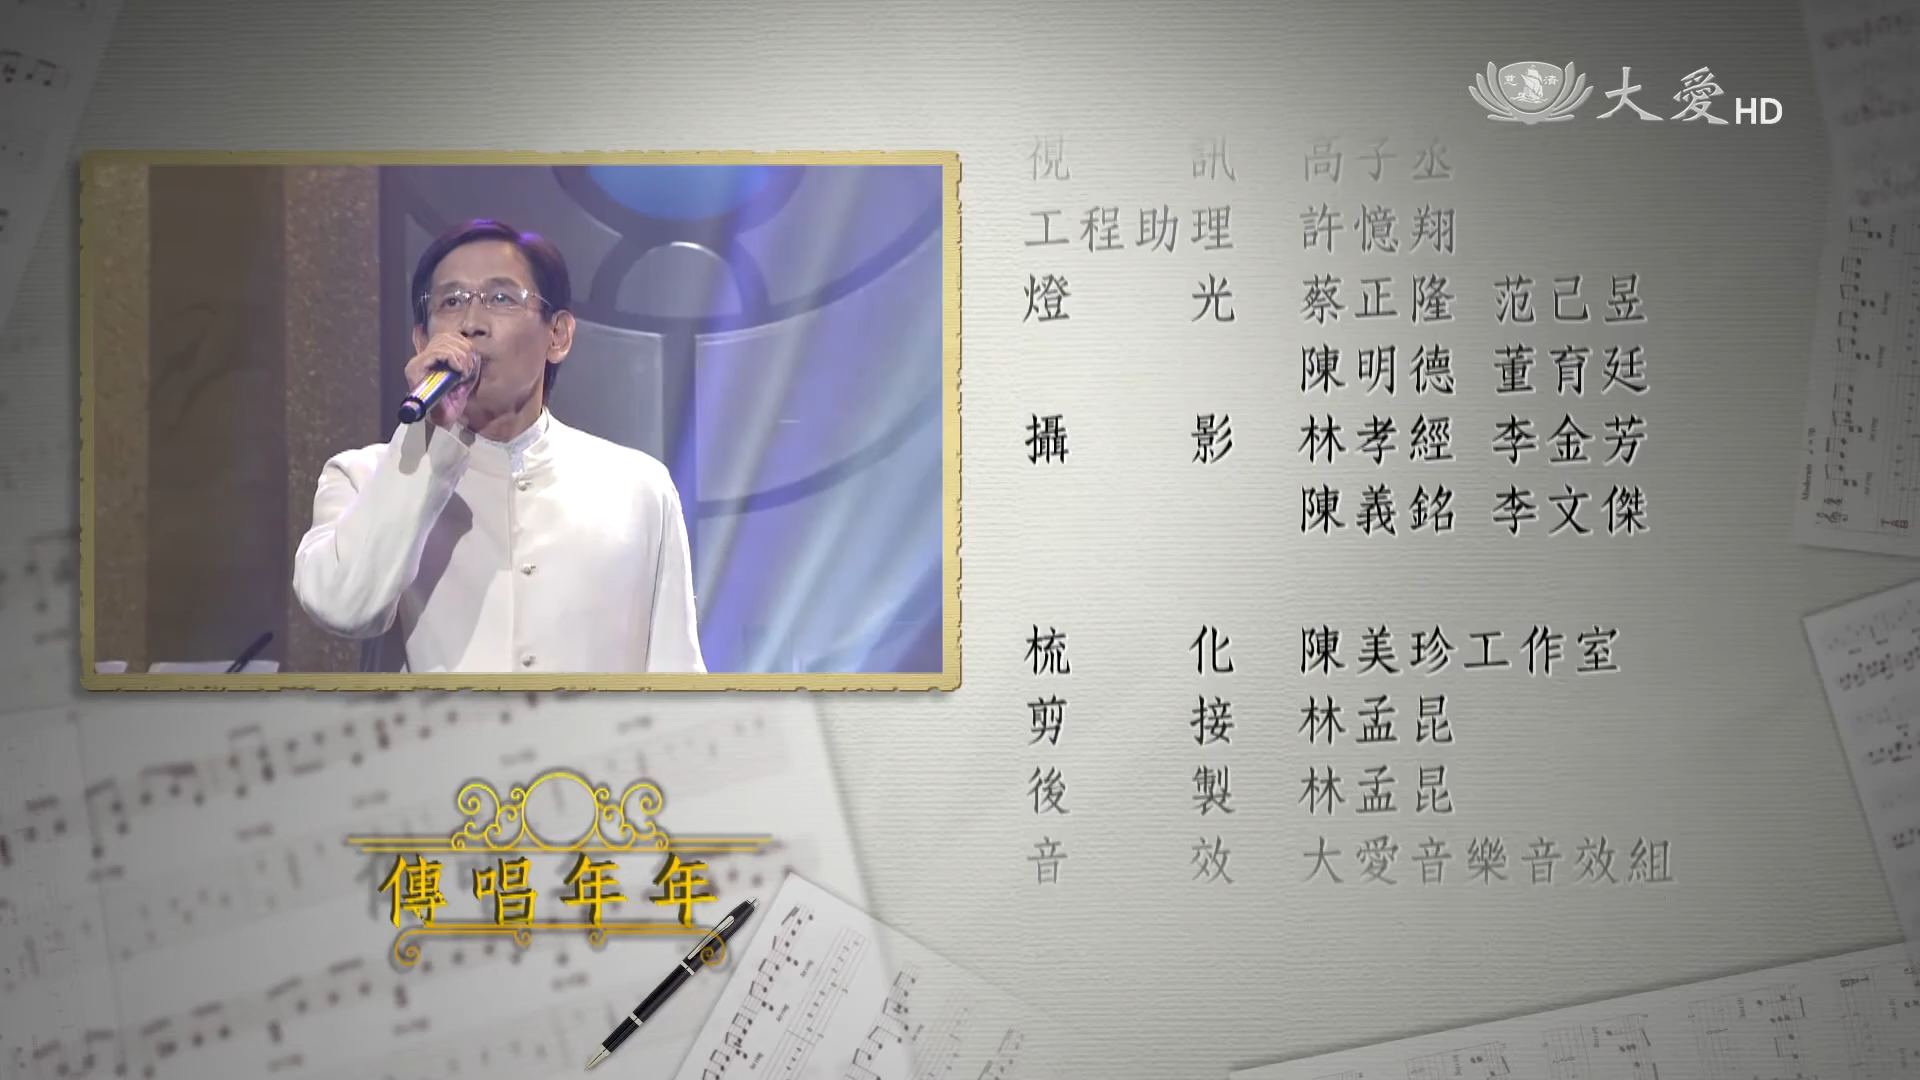 大愛HD
視訊 高子丞
工程助理 許憶翔
燈光 蔡正隆 范己昱
陳明德 董育廷
攝影 林孝經 李金芳
陳義銘 李文傑
梳化 陳美珍工作室
剪接 林孟昆
後製 林孟昆
音效 大愛音樂音效組
傳唱年年